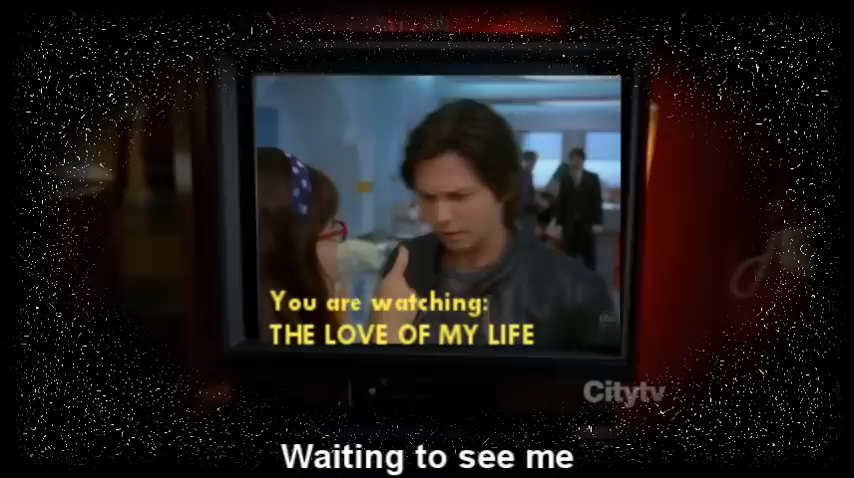 You are watching:
THE LOVE OF MY LIFE
Citytv
Waiting to see me